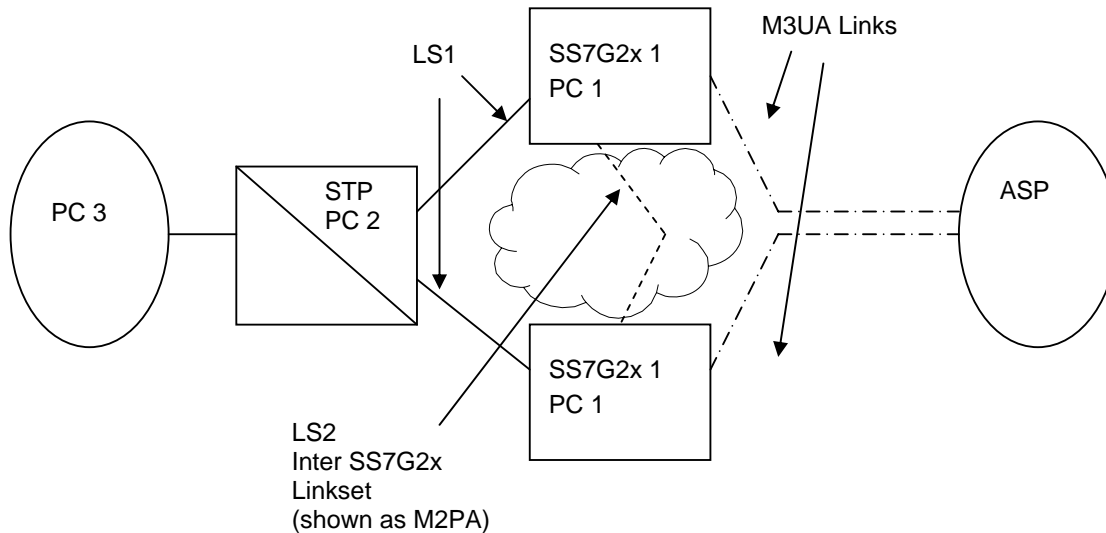 M3UA Links
LS1
SS7G2x 1
PC 1
PC 3
STP
PC 2
ASP
SS7G2x 1
PC 1
LS2
Inter SS7G2x
Linkset
(shown as M2PA)